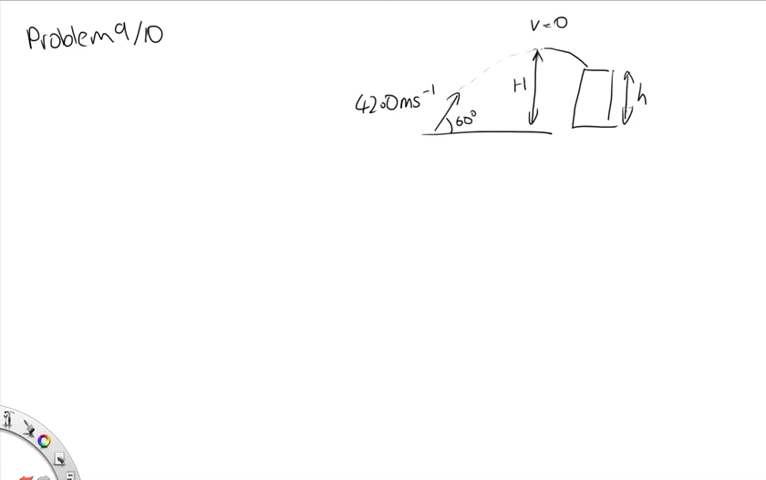 Problem 9/10
V=0
H
42.0ms⁻¹
60°
h